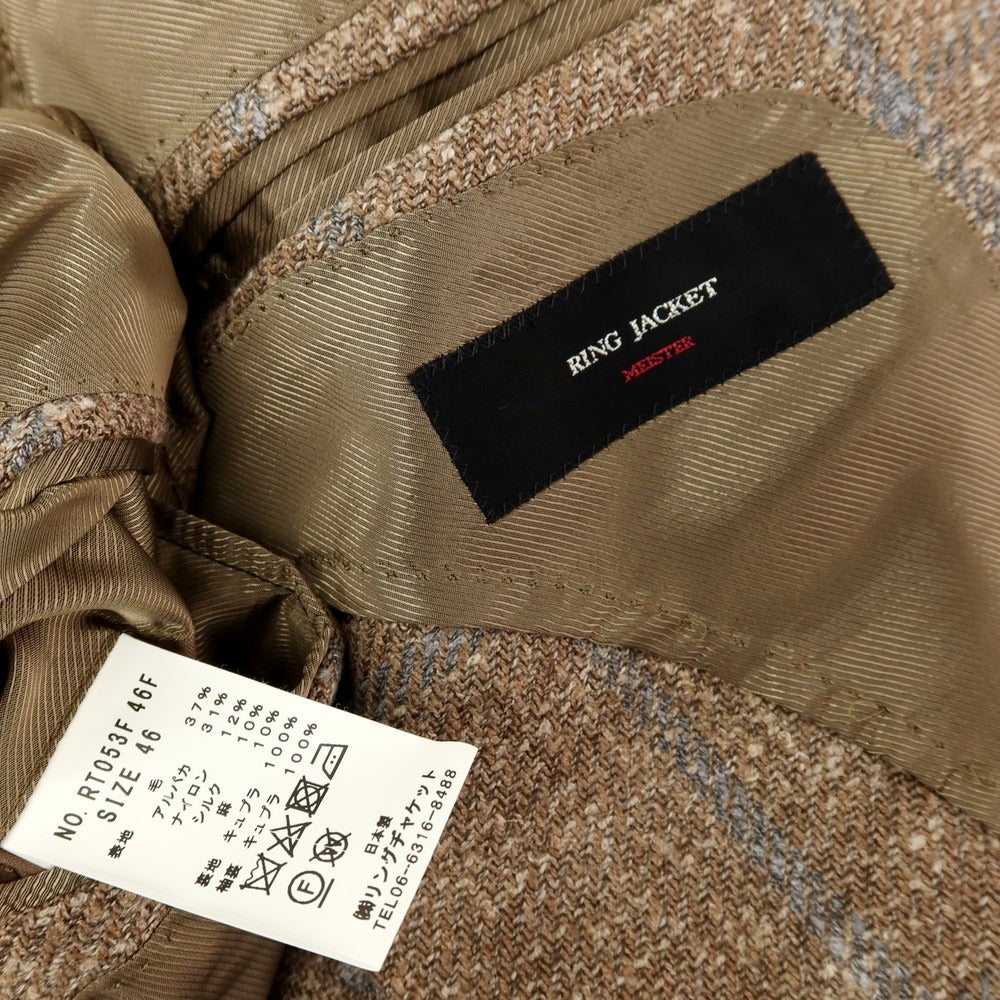 RING JACKET
MEISTER
NO. RT053F 46F
SIZE 46
表地
毛 37%
アルパカ 31%
ナイロン 12%
シルク 10%
麻 10%
裏地 キュプラ 100%
袖裏 キュプラ 100%
F
W
日本製
㈱リングヂャケット
TEL06-6316-8488